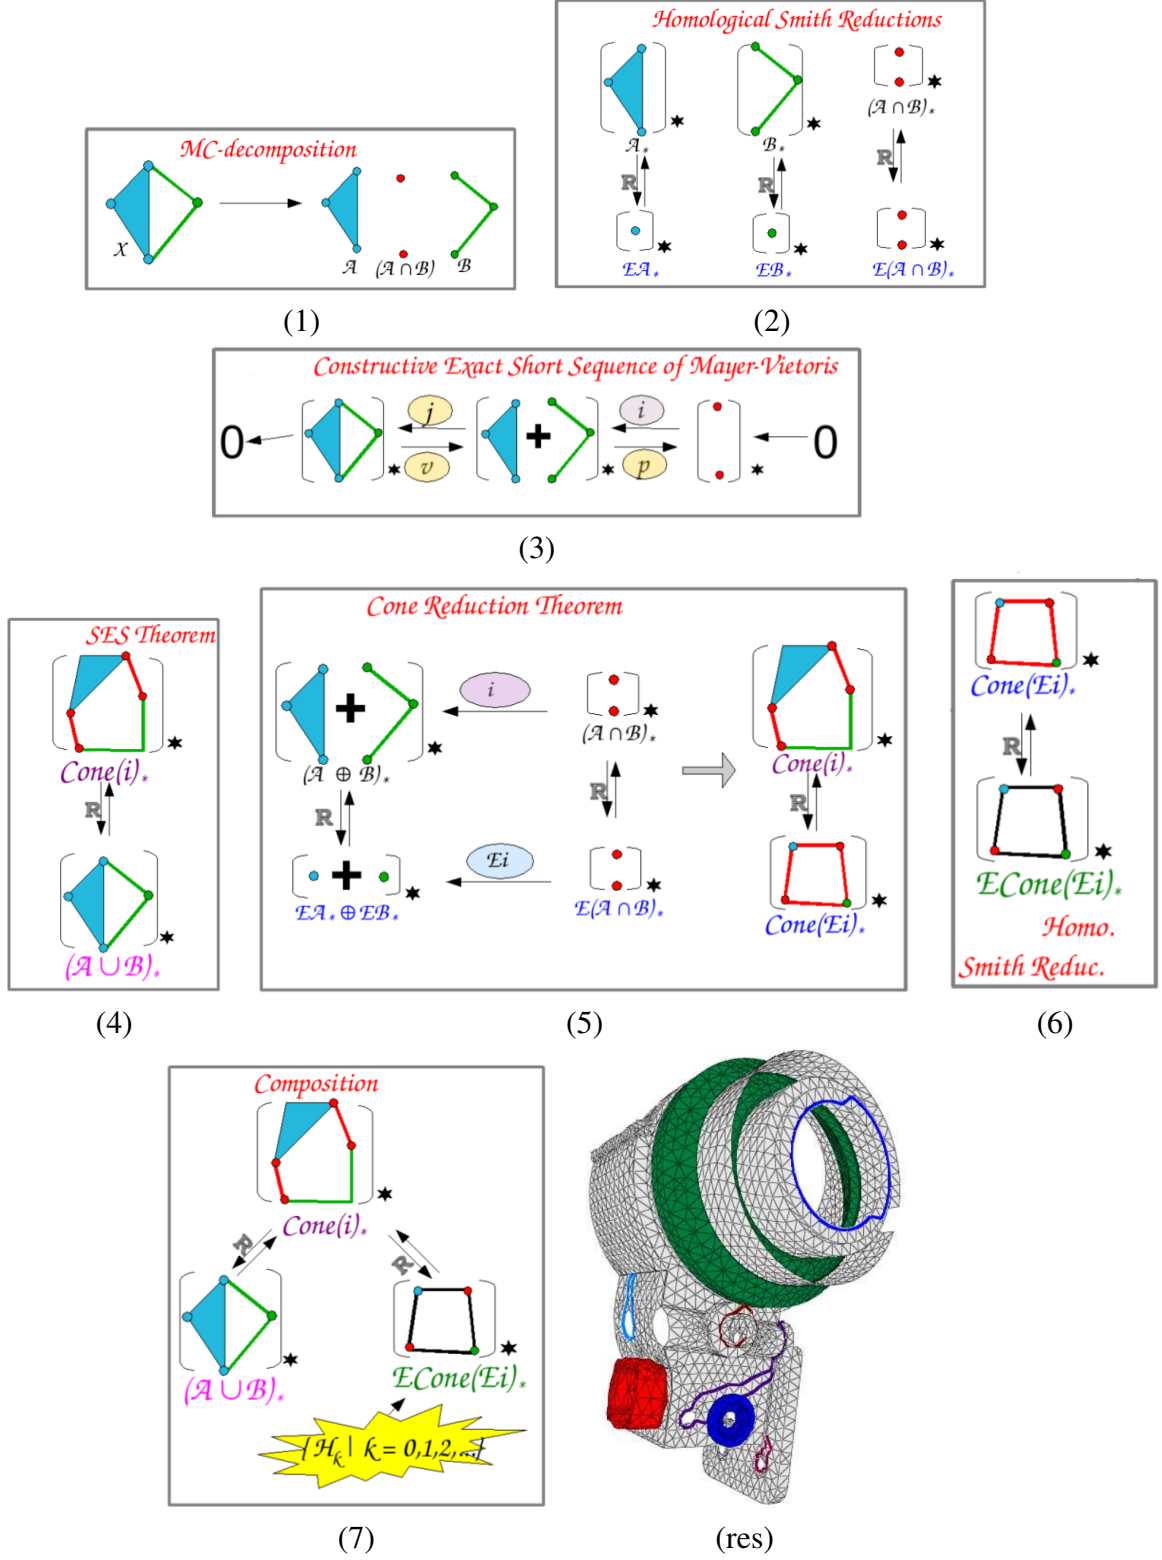 MC-decomposition
X
A
(A ∩ B)
B
(1)
Homological Smith Reductions
A*
B*
(A ∩ B)*
R
R
R
EA*
EB*
E(A ∩ B)*
(2)
Constructive Exact Short Sequence of Mayer-Vietoris
0
j
v
+
i
p
0
(3)
SES Theorem
Cone(i)*
R
(A ∪ B)*
(4)
Cone Reduction Theorem
+
i
(A ⊕ B)*
(A ∩ B)*
Cone(i)*
R
R
R
+
Ei
EA* ⊕ EB*
E(A ∩ B)*
Cone(Ei)*
(5)
Cone(Ei)*
R
ECone(Ei)*
Homo.
Smith Reduc.
(6)
Composition
Cone(i)*
R
R
(A ∪ B)*
ECone(Ei)*
{H_k | k = 0,1,2,...}
(7)
(res)